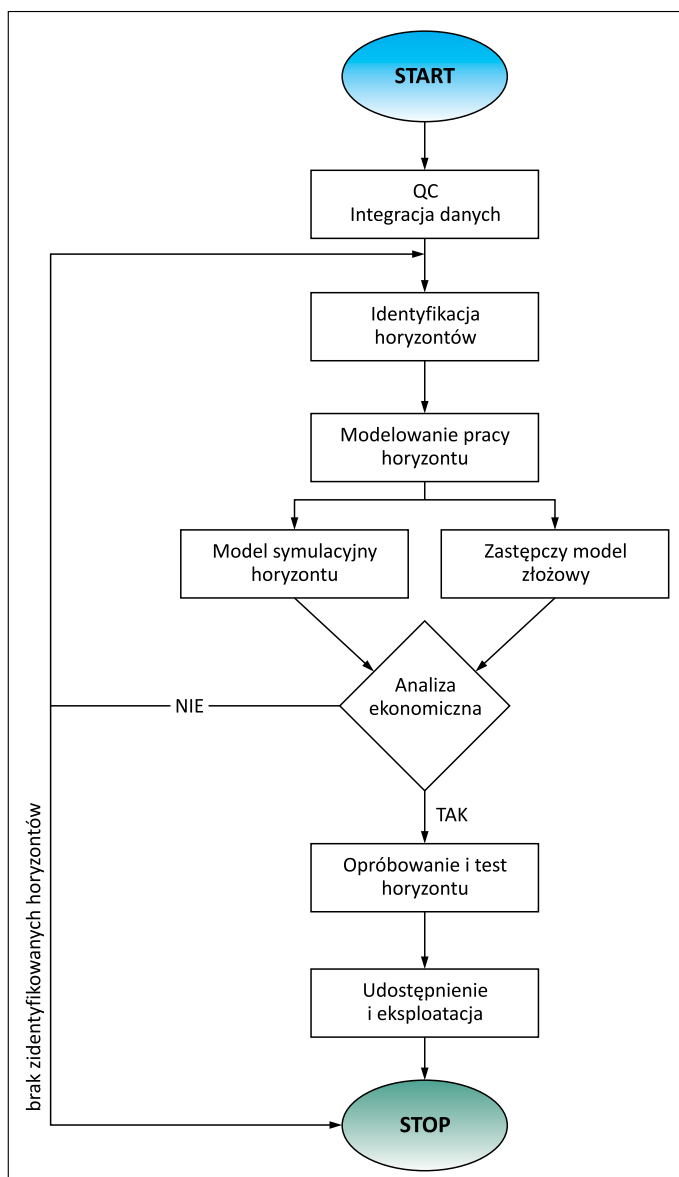 START
QC
Integracja danych
Identyfikacja
horyzontów
Modelowanie pracy
horyzontu
Model symulacyjny
horyzontu
Zastępczy model
złożowy
Analiza
ekonomiczna
NIE
TAK
Opróbowanie i test
horyzontu
Udostępnienie
i eksploatacja
brak zidentyfikowanych horyzontów
STOP